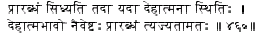 प्रारब्धं सिध्यति तदा यदा देहात्मना स्थितिः ।
देहात्मभावो नैवेष्टः प्रारब्धं त्यज्यतामतः ॥ ४६०॥